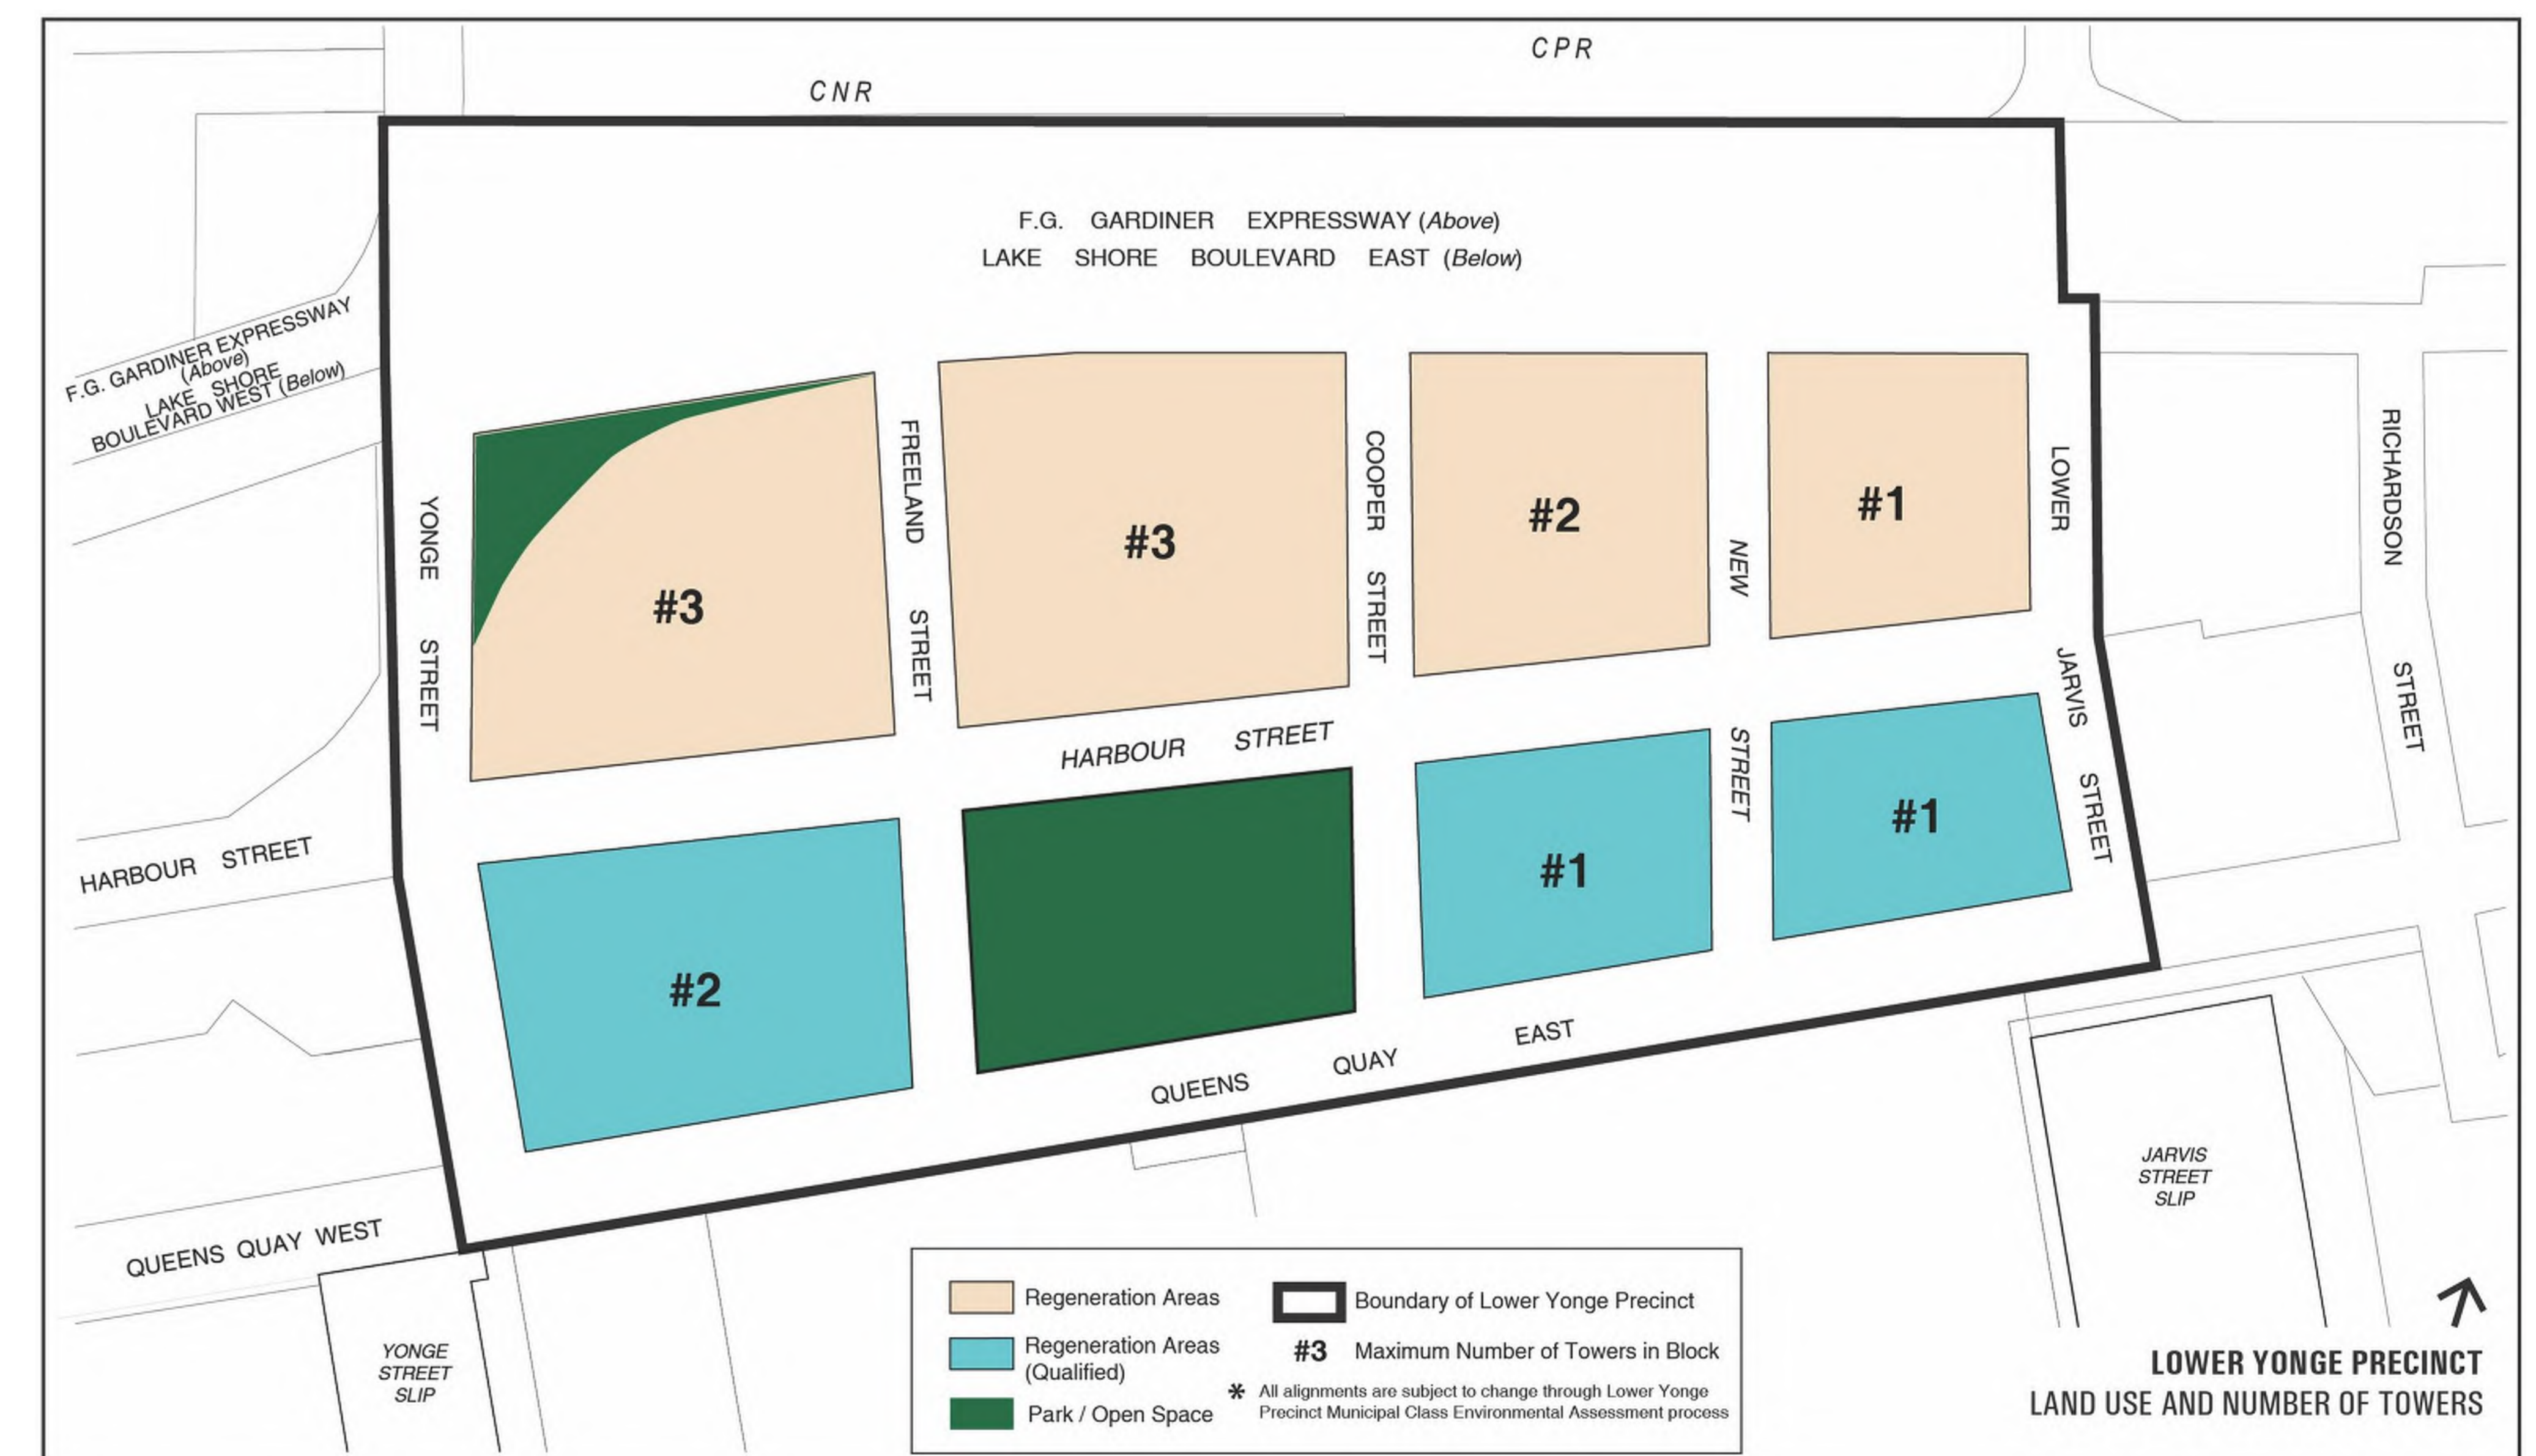 CPR
CNR
F.G. GARDINER EXPRESSWAY (Above)
LAKE SHORE BOULEVARD EAST (Below)
F.G. GARDINER EXPRESSWAY
(Above)
LAKE SHORE
BOULEVARD WEST (Below)
YONGE STREET
FREELAND STREET
COOPER STREET
NEW STREET
LOWER JARVIS STREET
RICHARDSON STREET
#3
#3
#2
#1
HARBOUR STREET
HARBOUR STREET
#2
#1
#1
QUEENS QUAY EAST
QUEENS QUAY WEST
YONGE
STREET
SLIP
JARVIS
STREET
SLIP
Regeneration Areas
Regeneration Areas
(Qualified)
Park / Open Space
Boundary of Lower Yonge Precinct
#3 Maximum Number of Towers in Block
* All alignments are subject to change through Lower Yonge
Precinct Municipal Class Environmental Assessment process
LOWER YONGE PRECINCT
LAND USE AND NUMBER OF TOWERS